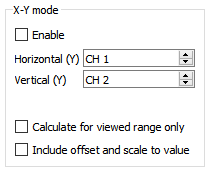 X-Y mode
Enable
Horizontal (Y) CH 1
Vertical (Y) CH 2
Calculate for viewed range only
Include offset and scale to value